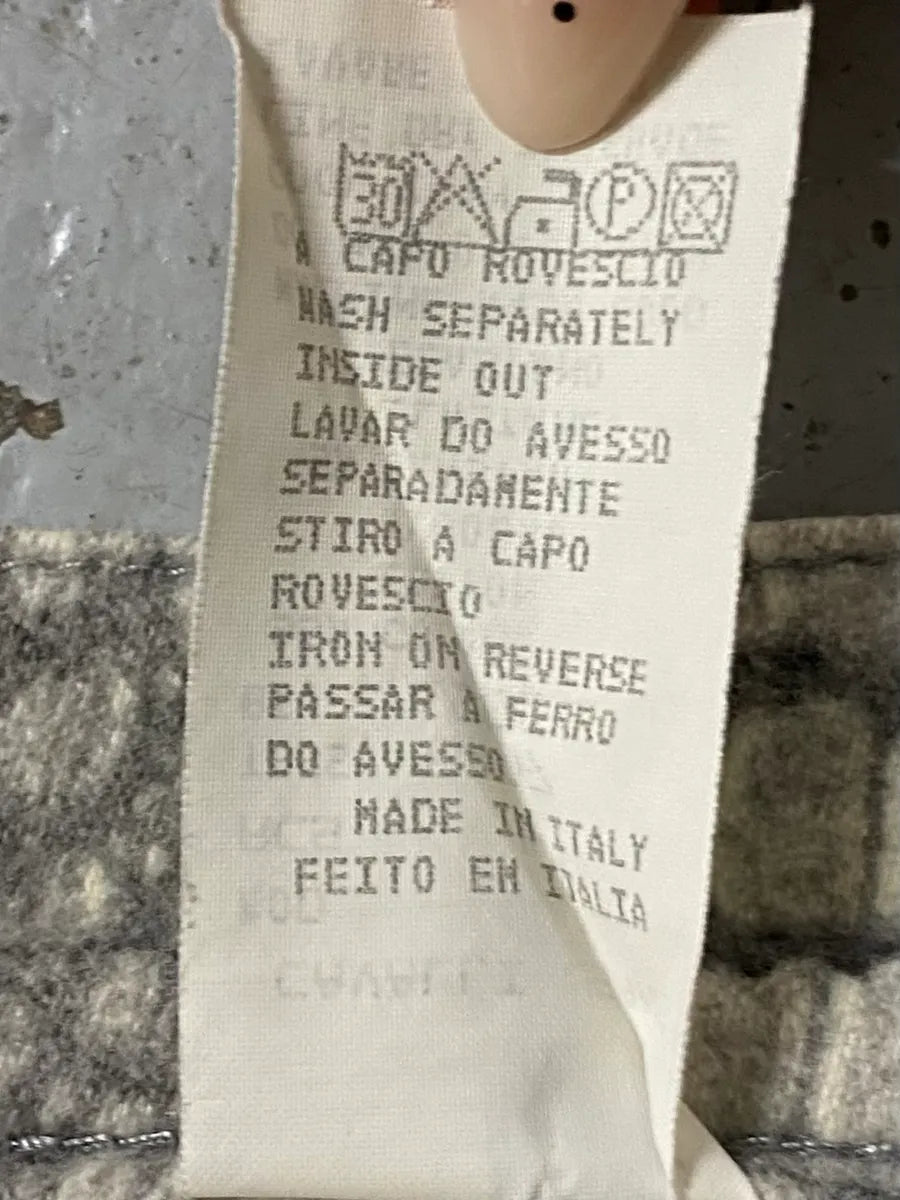 30 P
A CAPO ROVESCIO
WASH SEPARATELY
INSIDE OUT
LAVAR DO AVESSO
SEPARADAMENTE
STIRO A CAPO
ROVESCIO
IRON ON REVERSE
PASSAR A FERRO
DO AVESSO
MADE IN ITALY
FEITO EM ITALIA